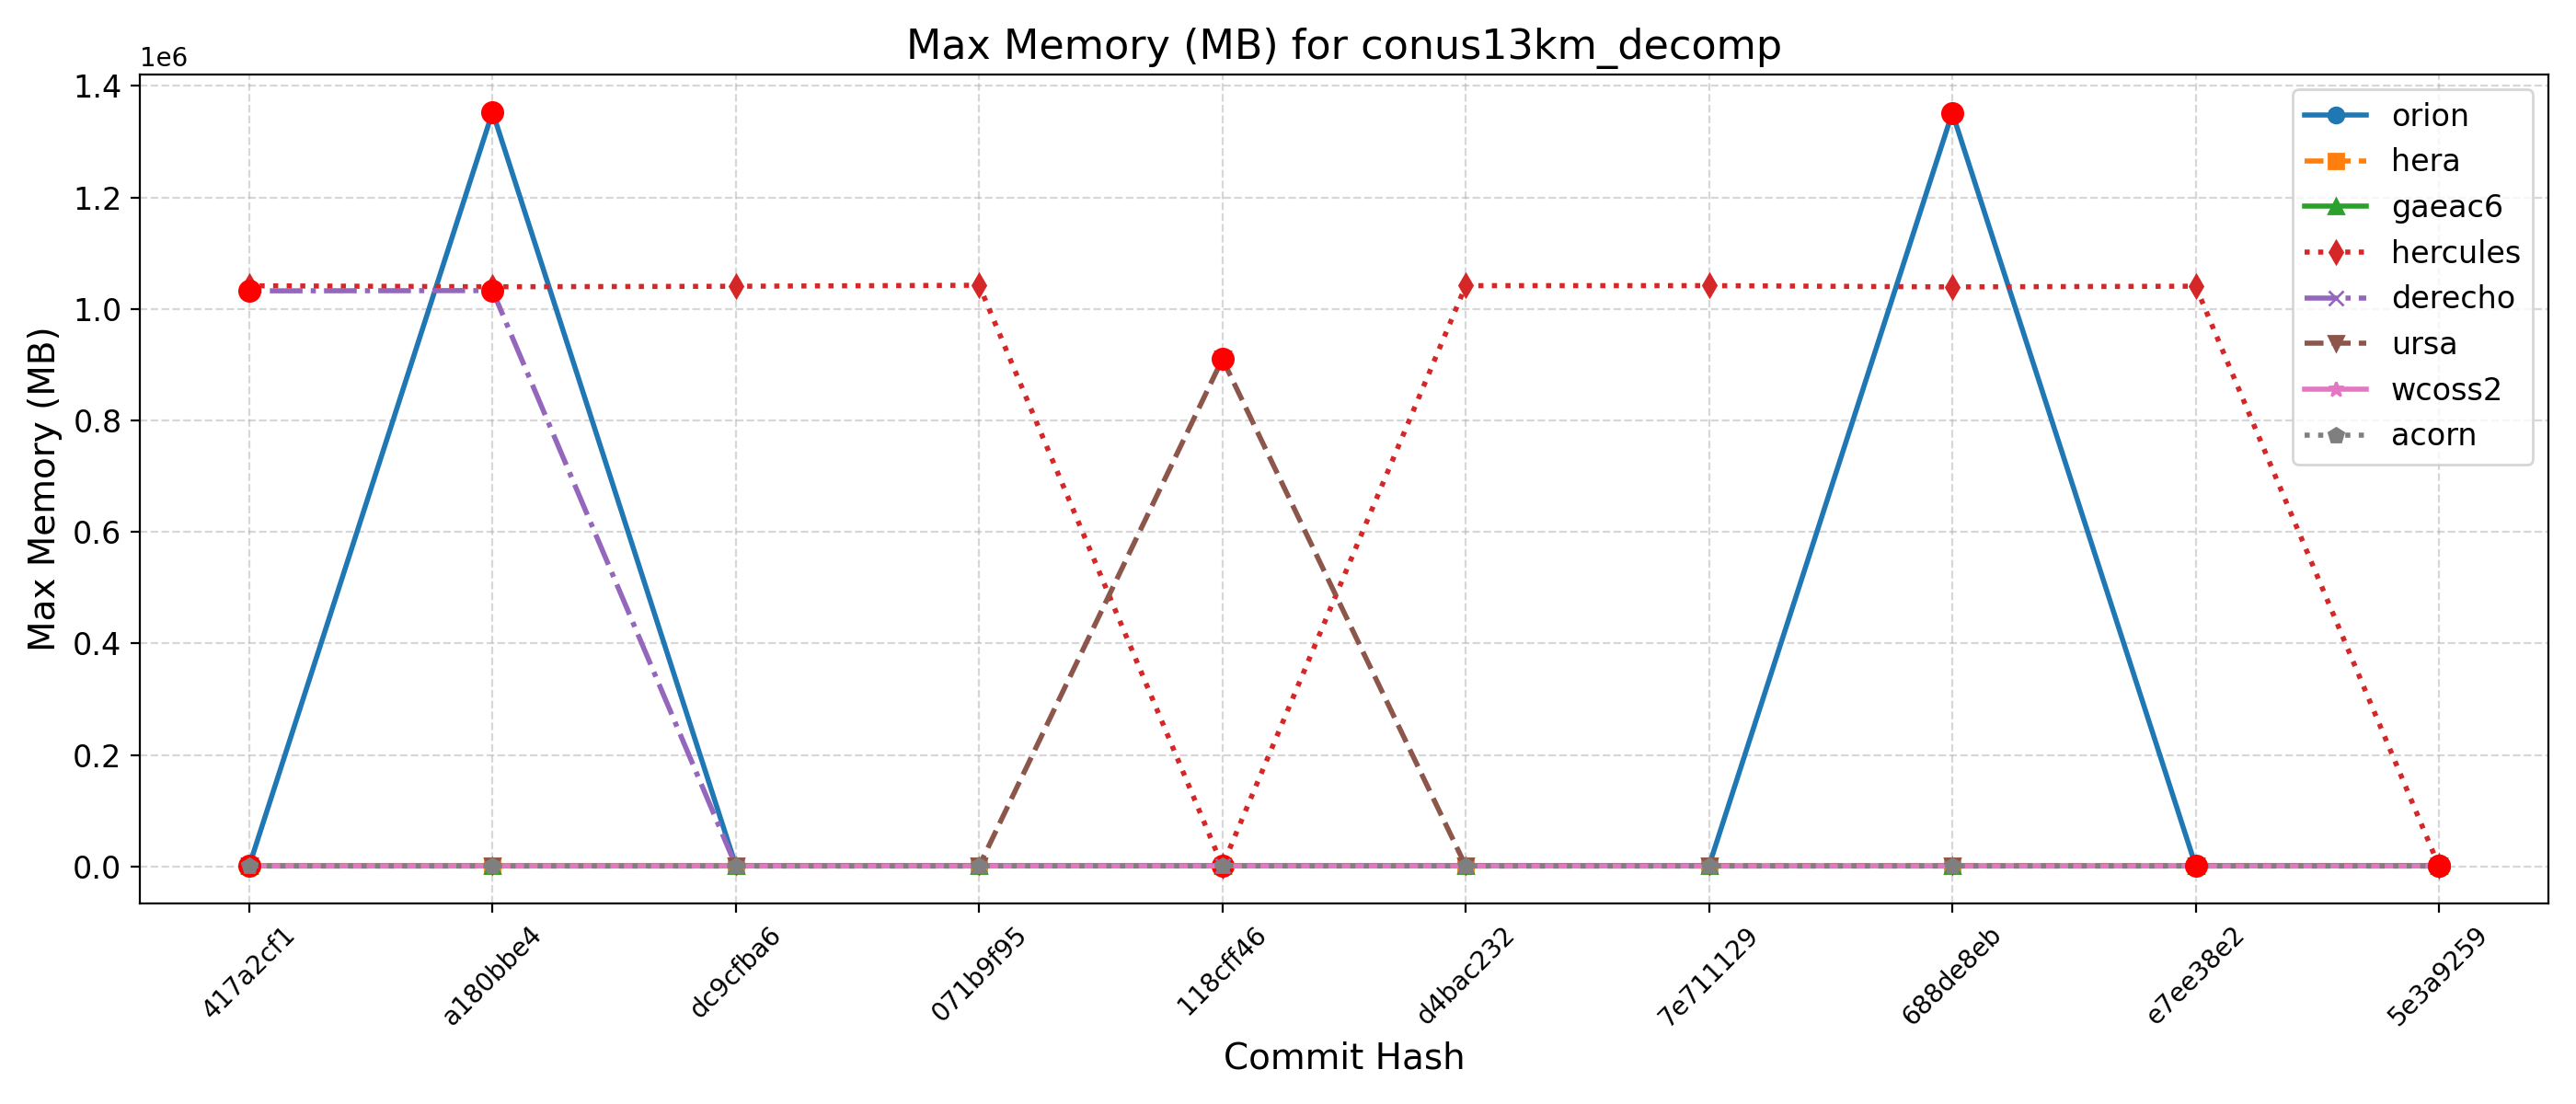 Max Memory (MB) for conus13km_decomp
1e6
1.4
1.2
1.0
0.8
0.6
0.4
0.2
0.0
Max Memory (MB)
orion
hera
gaeac6
hercules
derecho
ursa
wcoss2
acorn
417a2cf1
a180bbe4
dc9cfba6
071b9f95
118cff46
d4bac232
7e711129
688de8eb
e7ee38e2
5e3a9259
Commit Hash